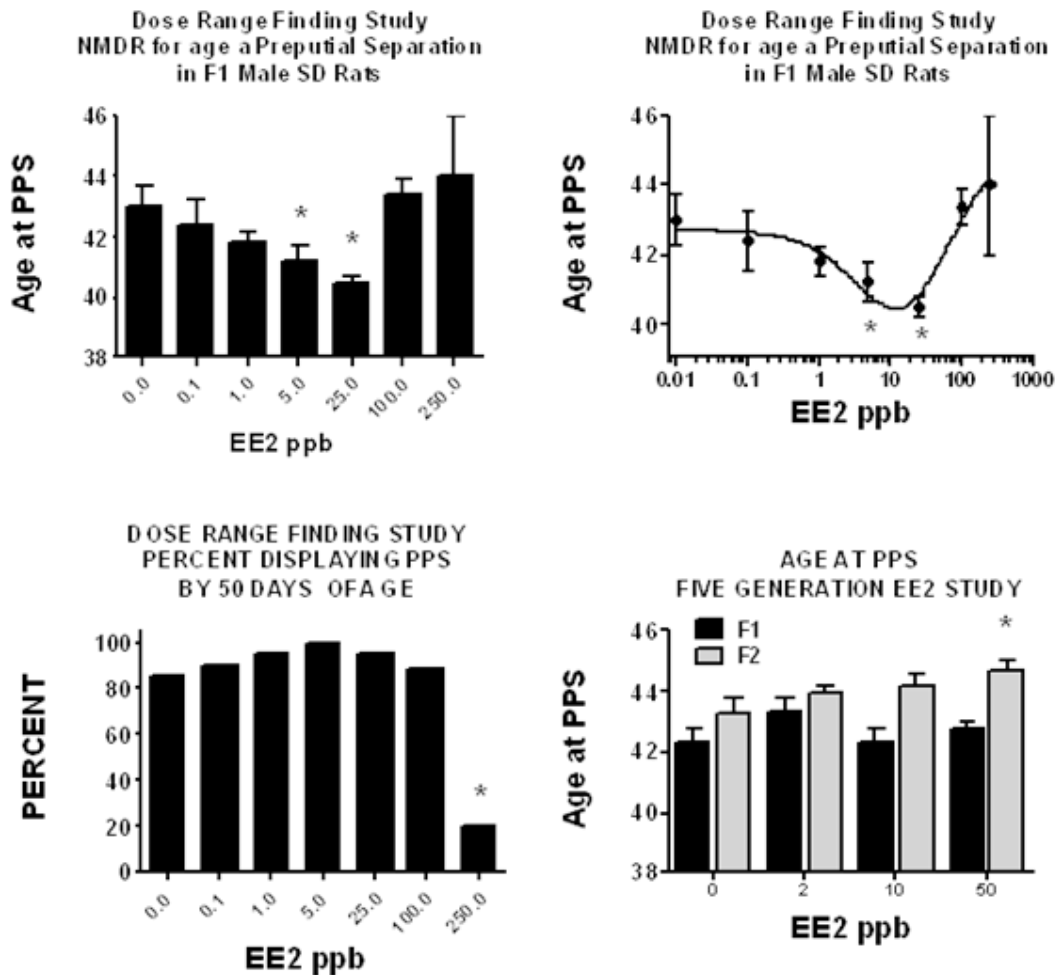 Dose Range Finding Study
NMDR for age a Preputial Separation
in F1 Male SD Rats
Age at PPS
46
44
42
40
38
*
*
0.0
0.1
1.0
5.0
25.0
100.0
250.0
EE2 ppb
Dose Range Finding Study
NMDR for age a Preputial Separation
in F1 Male SD Rats
Age at PPS
46
44
42
40
*
*
0.01
0.1
1
10
100
1000
EE2 ppb
DOSE RANGE FINDING STUDY
PERCENT DISPLAYING PPS
BY 50 DAYS OFAGE
PERCENT
100
80
60
40
20
0
*
0.0
0.1
1.0
5.0
25.0
100.0
250.0
EE2 ppb
AGE AT PPS
FIVE GENERATION EE2 STUDY
Age at PPS
46
44
42
40
38
F1
F2
*
0
2
10
50
EE2 ppb